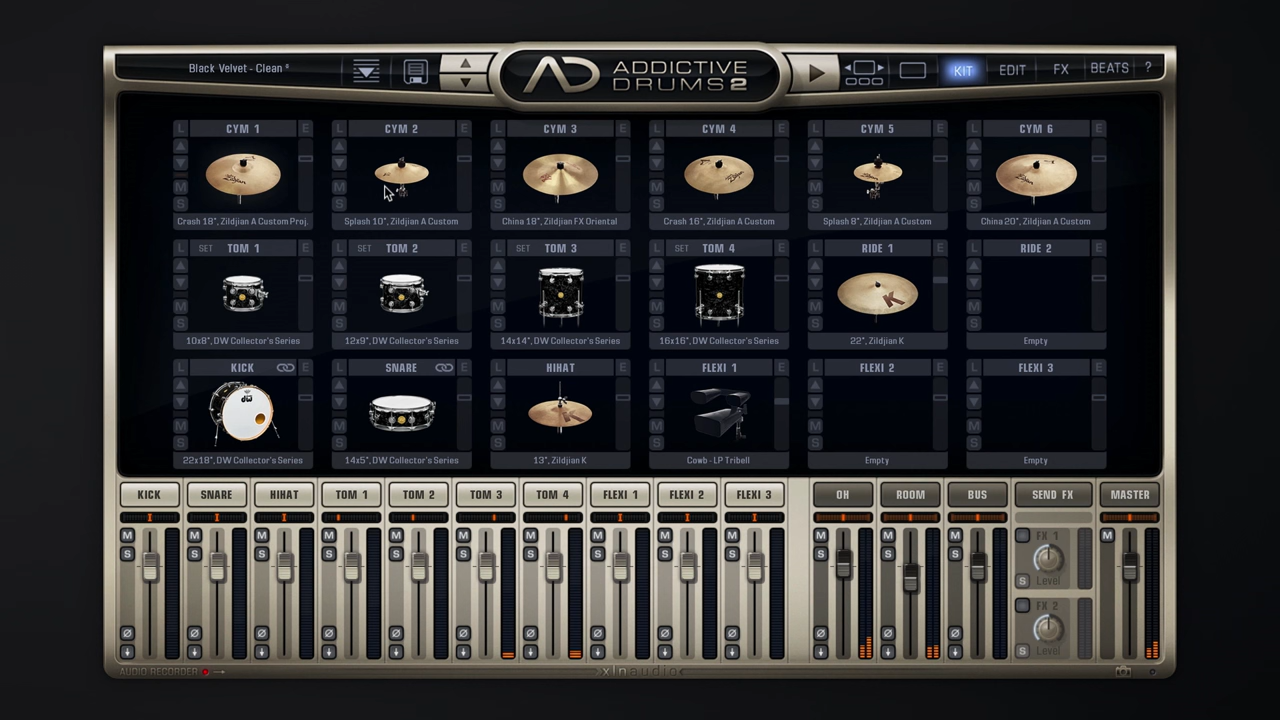 Black Velvet - Clean *
ADDICTIVE
DRUMS 2
KIT EDIT FX BEATS ?
L CYM 1 E L CYM 2 E L CYM 3 E L CYM 4 E L CYM 5 E L CYM 6 E
M M M M M M
S S S S S S
Crash 18", Zildjian A Custom Proj. Splash 10", Zildjian A Custom China 18", Zildjian FX Oriental Crash 16", Zildjian A Custom Splash 8", Zildjian A Custom China 20", Zildjian A Custom
L SET TOM 1 E L SET TOM 2 E L SET TOM 3 E L SET TOM 4 E L RIDE 1 E L RIDE 2 E
M M M M M M
S S S S S S
10x8", DW Collector's Series 12x9", DW Collector's Series 14x14", DW Collector's Series 16x16", DW Collector's Series 22", Zildjian K Empty
L KICK E L SNARE E L HIHAT E L FLEXI 1 E L FLEXI 2 E L FLEXI 3 E
M M M M M M
S S S S S S
22x18", DW Collector's Series 14x5", DW Collector's Series 13", Zildjian K Cowb - LP Tribell Empty Empty
KICK SNARE HIHAT TOM 1 TOM 2 TOM 3 TOM 4 FLEXI 1 FLEXI 2 FLEXI 3 OH ROOM BUS SEND FX MASTER
M M M M M M M M M M M M M FX 1 M
S S S S S S S S S S S S S
S Level
FX 2
S Level
AUDIO RECORDER xlnaudio